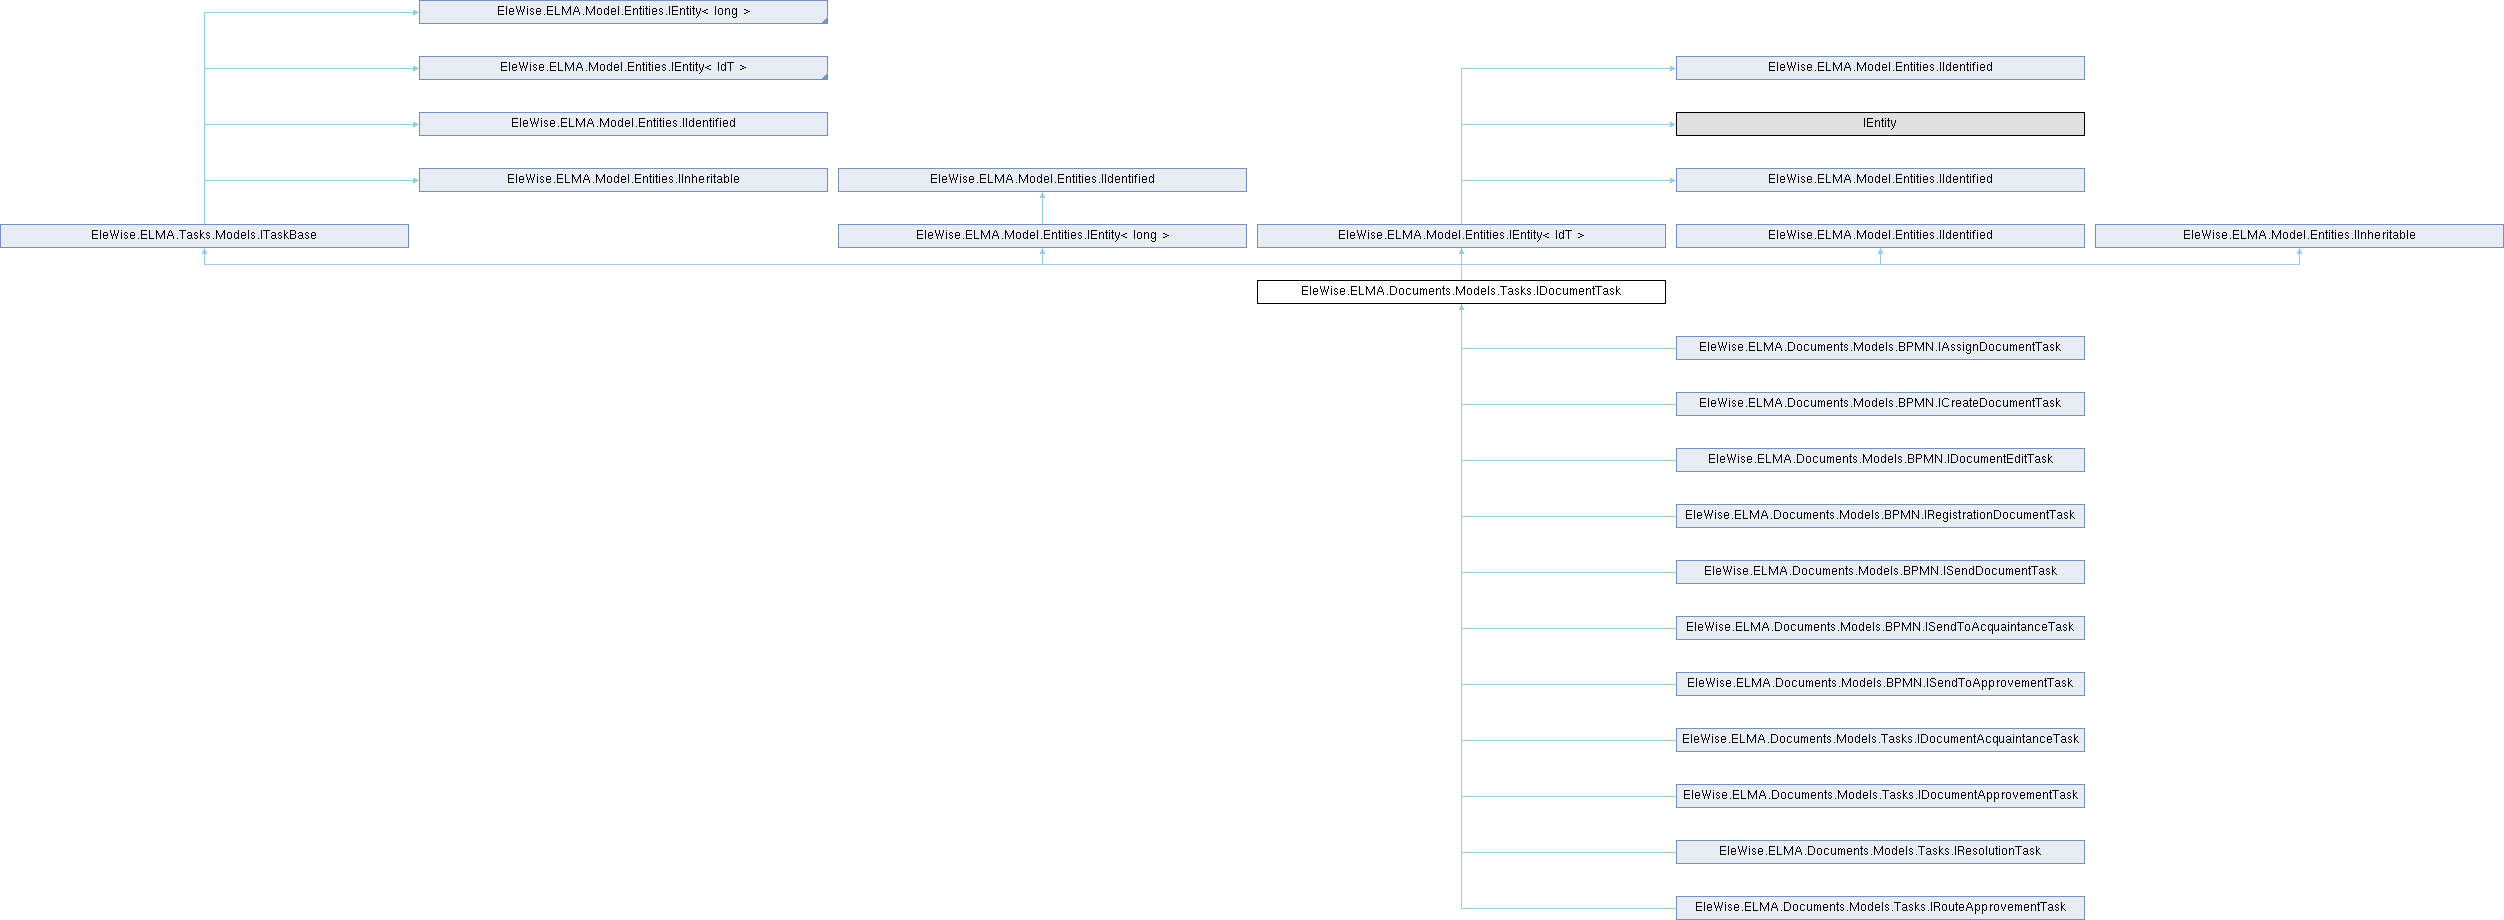 EleWise.ELMA.Model.Entities.IEntity< long >
EleWise.ELMA.Model.Entities.IEntity< IdT >
EleWise.ELMA.Model.Entities.IIdentified
EleWise.ELMA.Model.Entities.IIdentified
IEntity
EleWise.ELMA.Model.Entities.IInheritable
EleWise.ELMA.Model.Entities.IIdentified
EleWise.ELMA.Model.Entities.IIdentified
EleWise.ELMA.Tasks.Models.ITaskBase
EleWise.ELMA.Model.Entities.IEntity< long >
EleWise.ELMA.Model.Entities.IEntity< IdT >
EleWise.ELMA.Model.Entities.IIdentified
EleWise.ELMA.Model.Entities.IInheritable
EleWise.ELMA.Documents.Models.Tasks.IDocumentTask
EleWise.ELMA.Documents.Models.BPMN.IAssignDocumentTask
EleWise.ELMA.Documents.Models.BPMN.ICreateDocumentTask
EleWise.ELMA.Documents.Models.BPMN.IDocumentEditTask
EleWise.ELMA.Documents.Models.BPMN.IRegistrationDocumentTask
EleWise.ELMA.Documents.Models.BPMN.ISendDocumentTask
EleWise.ELMA.Documents.Models.BPMN.ISendToAcquaintanceTask
EleWise.ELMA.Documents.Models.BPMN.ISendToApprovementTask
EleWise.ELMA.Documents.Models.Tasks.IDocumentAcquaintanceTask
EleWise.ELMA.Documents.Models.Tasks.IDocumentApprovementTask
EleWise.ELMA.Documents.Models.Tasks.IResolutionTask
EleWise.ELMA.Documents.Models.Tasks.IRouteApprovementTask